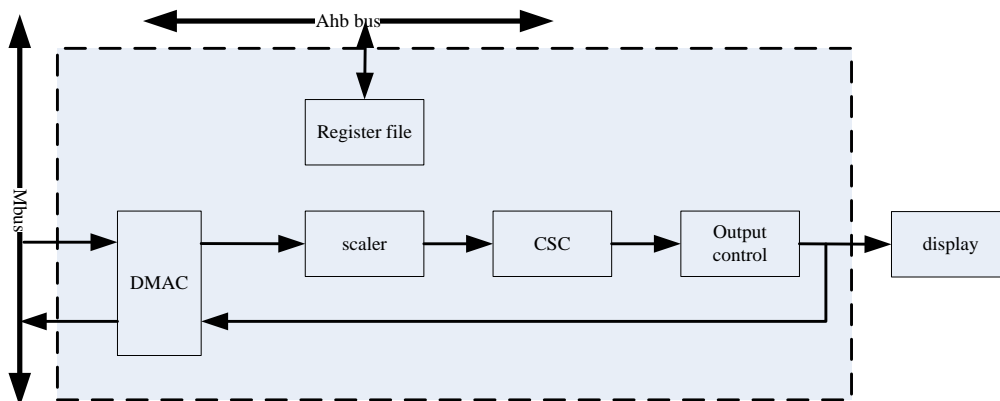 Ahb bus
Register file
Mbus
DMAC
scaler
CSC
Output
control
display